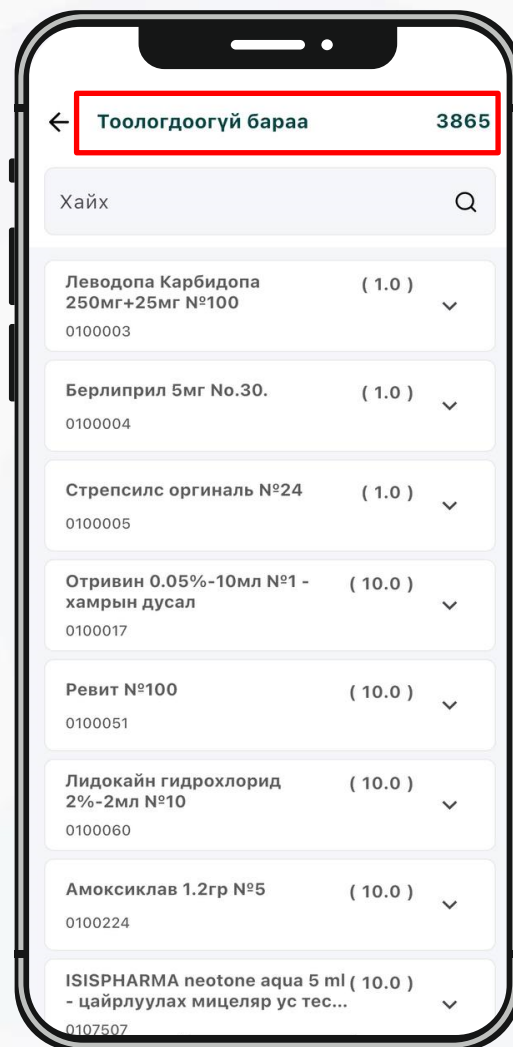 Тоологдоогүй бараа 3865
Хайх
Леводопа Карбидопа ( 1.0 )
250мг+25мг №100
0100003
Берлиприл 5мг No.30. ( 1.0 )
0100004
Стрепсилс оргиналь №24 ( 1.0 )
0100005
Отривин 0.05%-10мл №1 - ( 10.0 )
хамрын дусал
0100017
Ревит №100 ( 10.0 )
0100051
Лидокайн гидрохлорид ( 10.0 )
2%-2мл №10
0100060
Амоксиклав 1.2гр №5 ( 10.0 )
0100224
ISISPHARMA neotone aqua 5 ml ( 10.0 )
- цайрлуулах мицеляр ус тес...
0107507